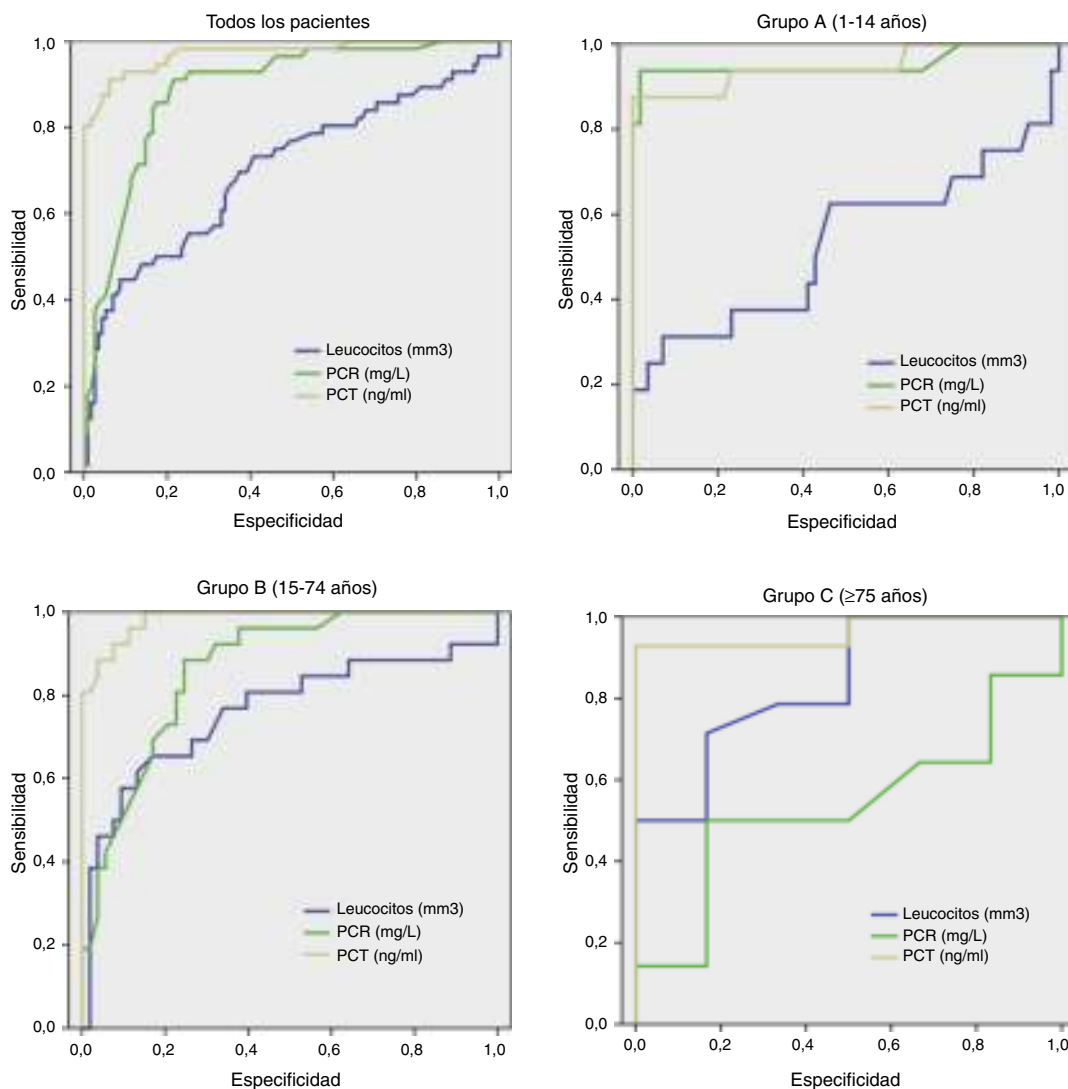 Todos los pacientes
1,0
0,8
0,6
0,4
0,2
0,0
Sensibilidad
Leucocitos (mm3)
PCR (mg/L)
PCT (ng/ml)
0,0 0,2 0,4 0,6 0,8 1,0
Especificidad
Grupo A (1-14 años)
1,0
0,8
0,6
0,4
0,2
0,0
Sensibilidad
Leucocitos (mm3)
PCR (mg/L)
PCT (ng/ml)
0,0 0,2 0,4 0,6 0,8 1,0
Especificidad
Grupo B (15-74 años)
1,0
0,8
0,6
0,4
0,2
0,0
Sensibilidad
Leucocitos (mm3)
PCR (mg/L)
PCT (ng/ml)
0,0 0,2 0,4 0,6 0,8 1,0
Especificidad
Grupo C (≥75 años)
1,0
0,8
0,6
0,4
0,2
0,0
Sensibilidad
Leucocitos (mm3)
PCR (mg/L)
PCT (ng/ml)
0,0 0,2 0,4 0,6 0,8 1,0
Especificidad